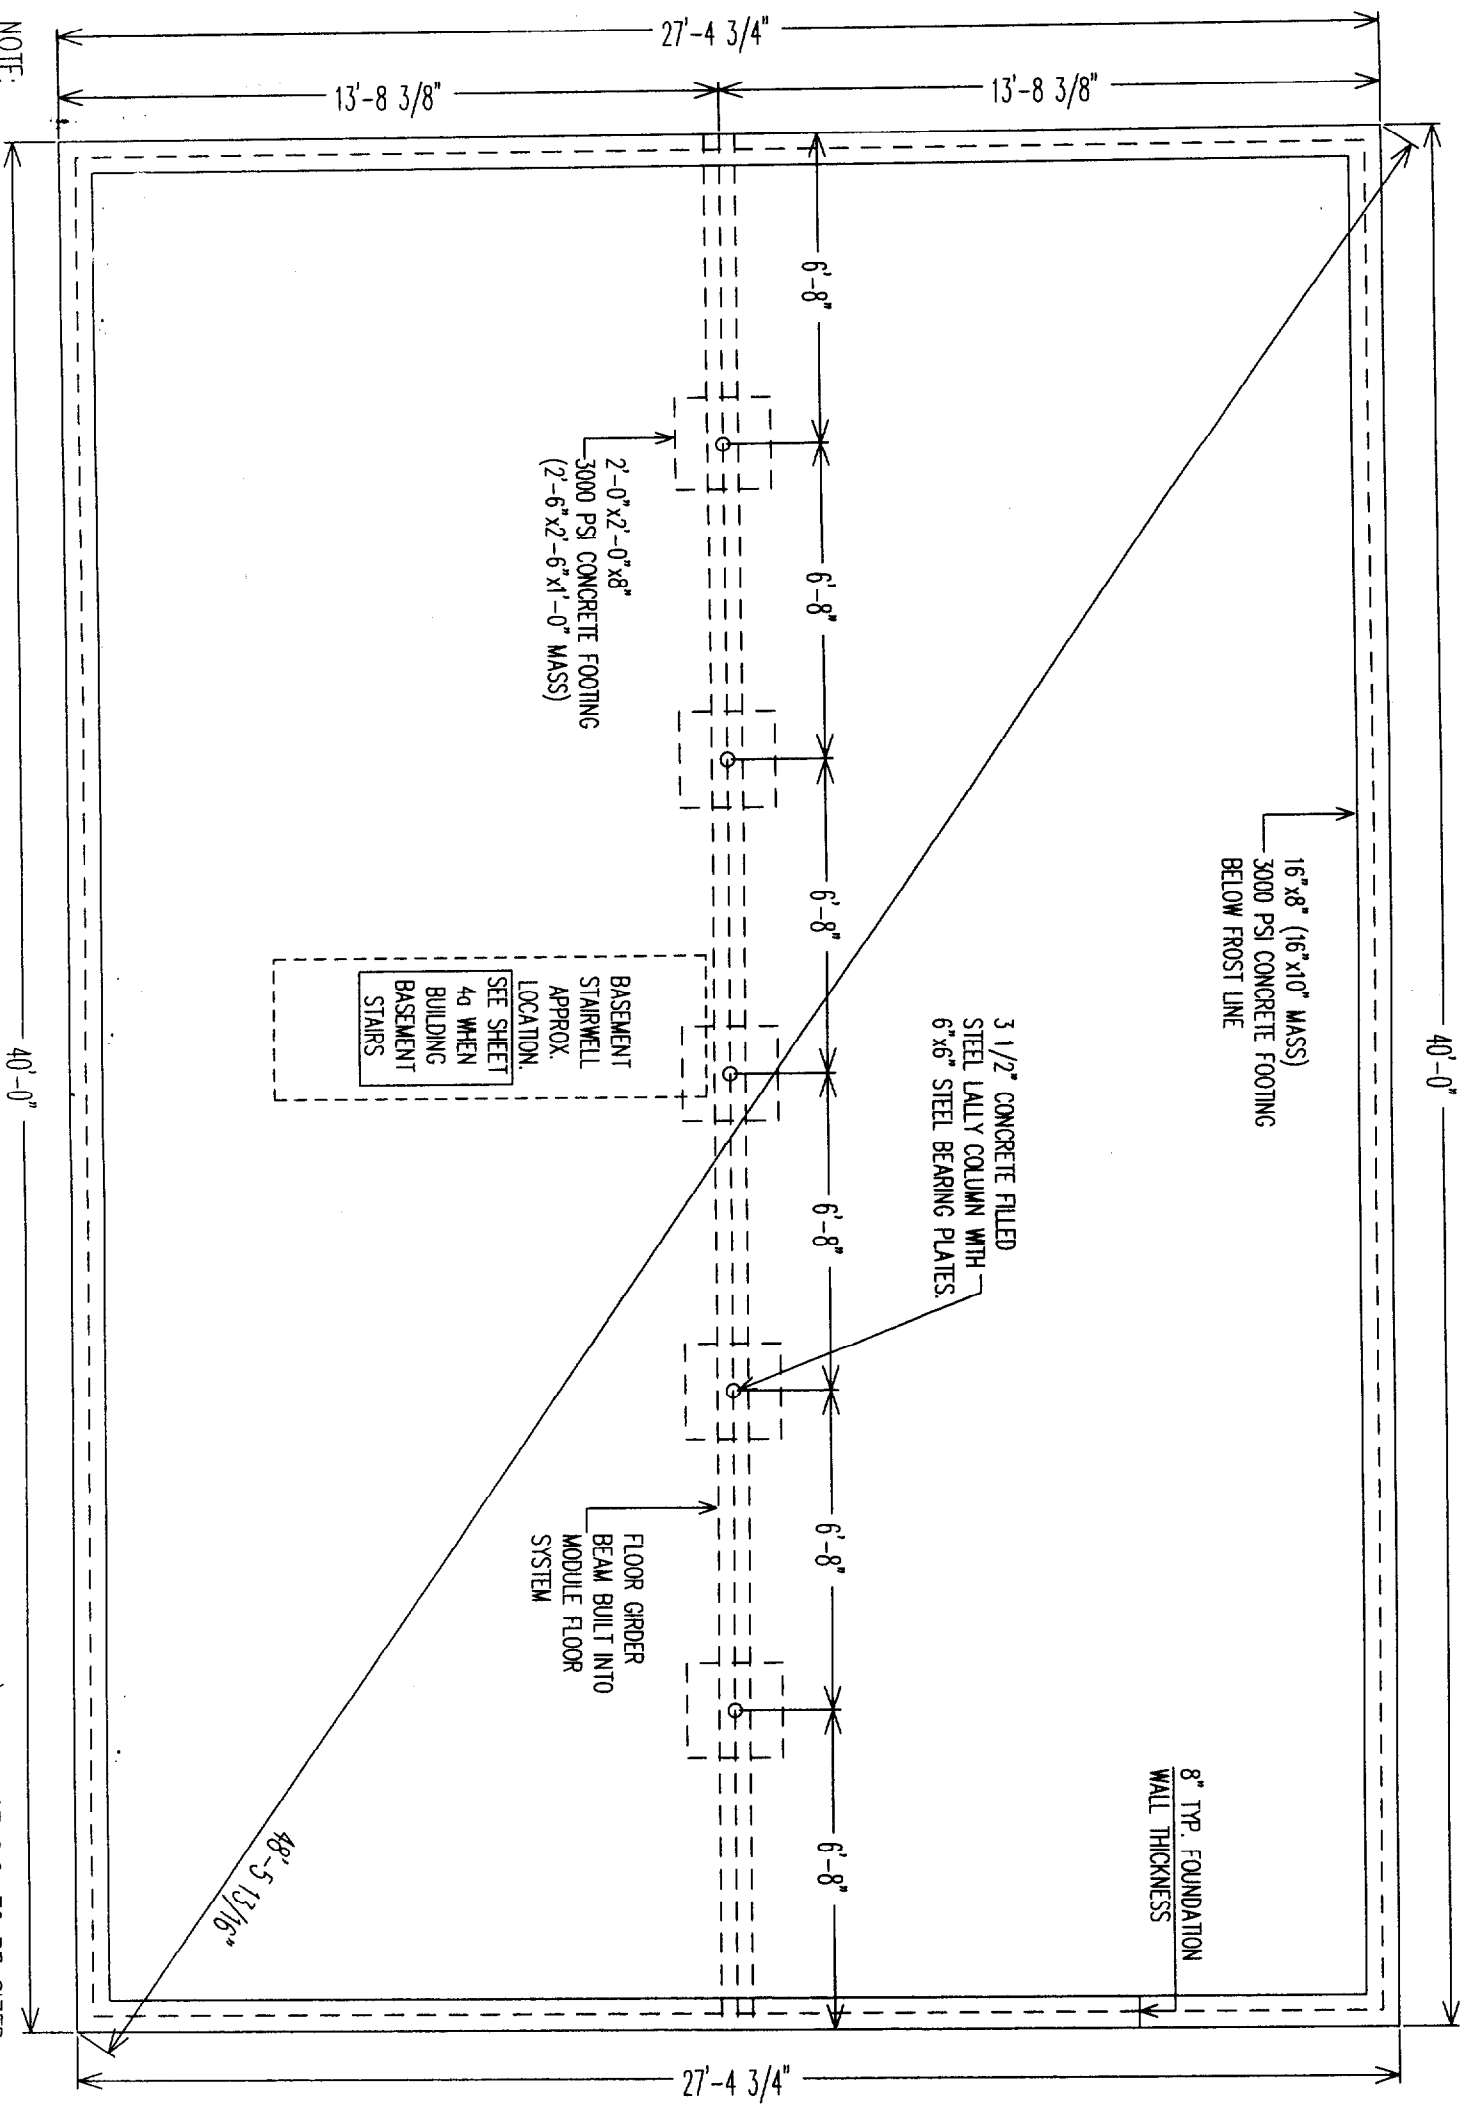 27'-4 3/4"
13'-8 3/8"
13'-8 3/8"
NOTE:
40'-0"
16"x8" (16"x10" MASS)
3000 PSI CONCRETE FOOTING
BELOW FROST LINE
8" TYP. FOUNDATION
WALL THICKNESS
3 1/2" CONCRETE FILLED
STEEL LALLY COLUMN WITH
6"x6" STEEL BEARING PLATES.
6'-8"
6'-8"
6'-8"
6'-8"
6'-8"
6'-8"
2'-0"x2'-0"x8"
3000 PSI CONCRETE FOOTING
(2'-6"x2'-6"x1'-0" MASS)
BASEMENT
STAIRWELL
APPROX.
LOCATION.
SEE SHEET
4a WHEN
BUILDING
BASEMENT
STAIRS
FLOOR GIRDER
BEAM BUILT INTO
MODULE FLOOR
SYSTEM
48'-5 13/16"
40'-0"
27'-4 3/4"